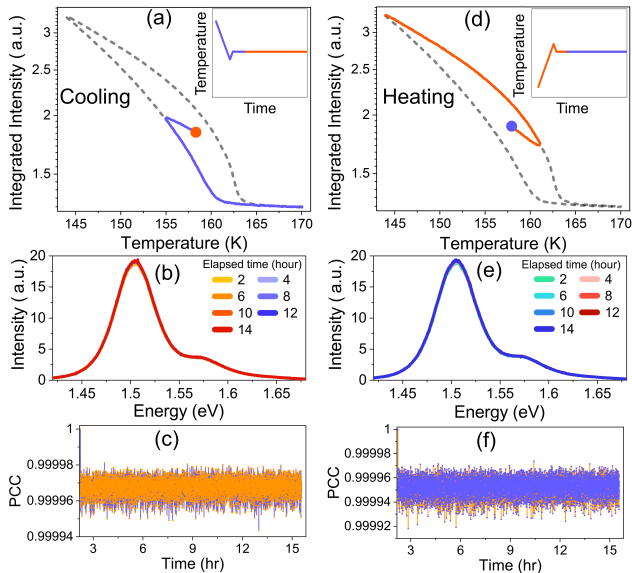 (a)
Integrated Intensity ( a.u.)
3
2.5
2
1.5
Cooling
Temperature
Time
145 150 155 160 165 170
Temperature (K)
(d)
Integrated Intensity ( a.u.)
3
2.5
2
1.5
Heating
Temperature
Time
145 150 155 160 165 170
Temperature (K)
(b)
Intensity ( a.u.)
20
15
10
5
0
Elapsed time (hour)
2 4
6 8
10 12
14
1.45 1.5 1.55 1.6 1.65
Energy (eV)
(e)
Intensity ( a.u.)
20
15
10
5
0
Elapsed time (hour)
2 4
6 8
10 12
14
1.45 1.5 1.55 1.6 1.65
Energy (eV)
(c)
PCC
1
0.99998
0.99996
0.99994
3 6 9 12 15
Time (hr)
(f)
PCC
1
0.99996
0.99994
0.99992
3 6 9 12 15
Time (hr)